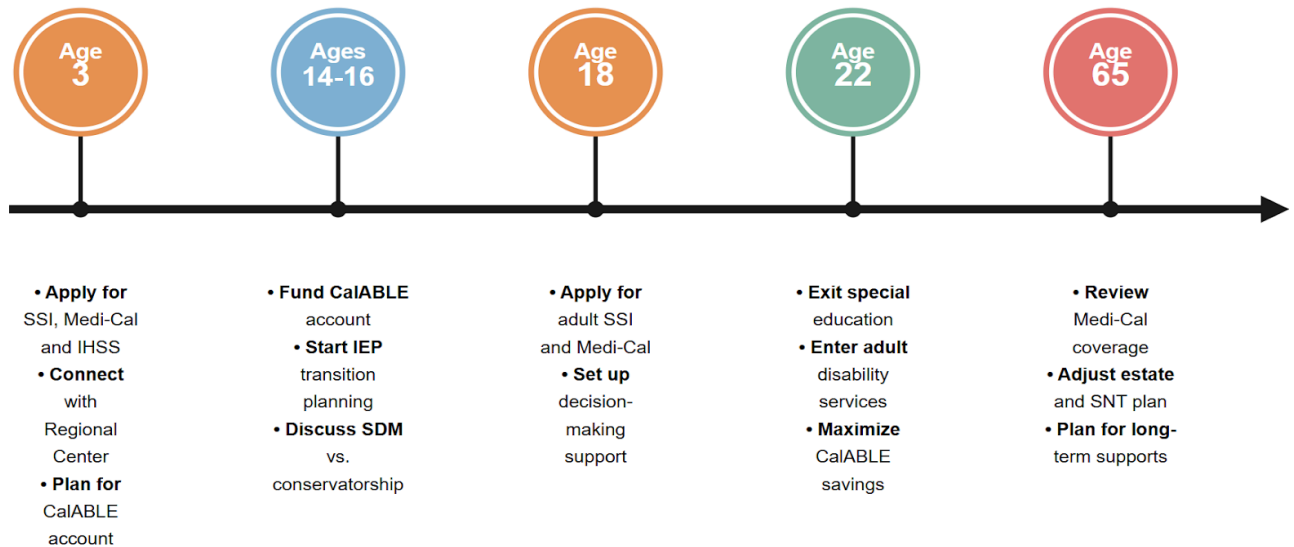 Age
3
Ages
14-16
Age
18
Age
22
Age
65
• Apply for
SSI, Medi-Cal
and IHSS
• Connect
with
Regional
Center
• Plan for
CalABLE
account
• Fund CalABLE
account
• Start IEP
transition
planning
• Discuss SDM
vs.
conservatorship
• Apply for
adult SSI
and Medi-Cal
• Set up
decision-
making
support
• Exit special
education
• Enter adult
disability
services
• Maximize
CalABLE
savings
• Review
Medi-Cal
coverage
• Adjust estate
and SNT plan
• Plan for long-
term supports